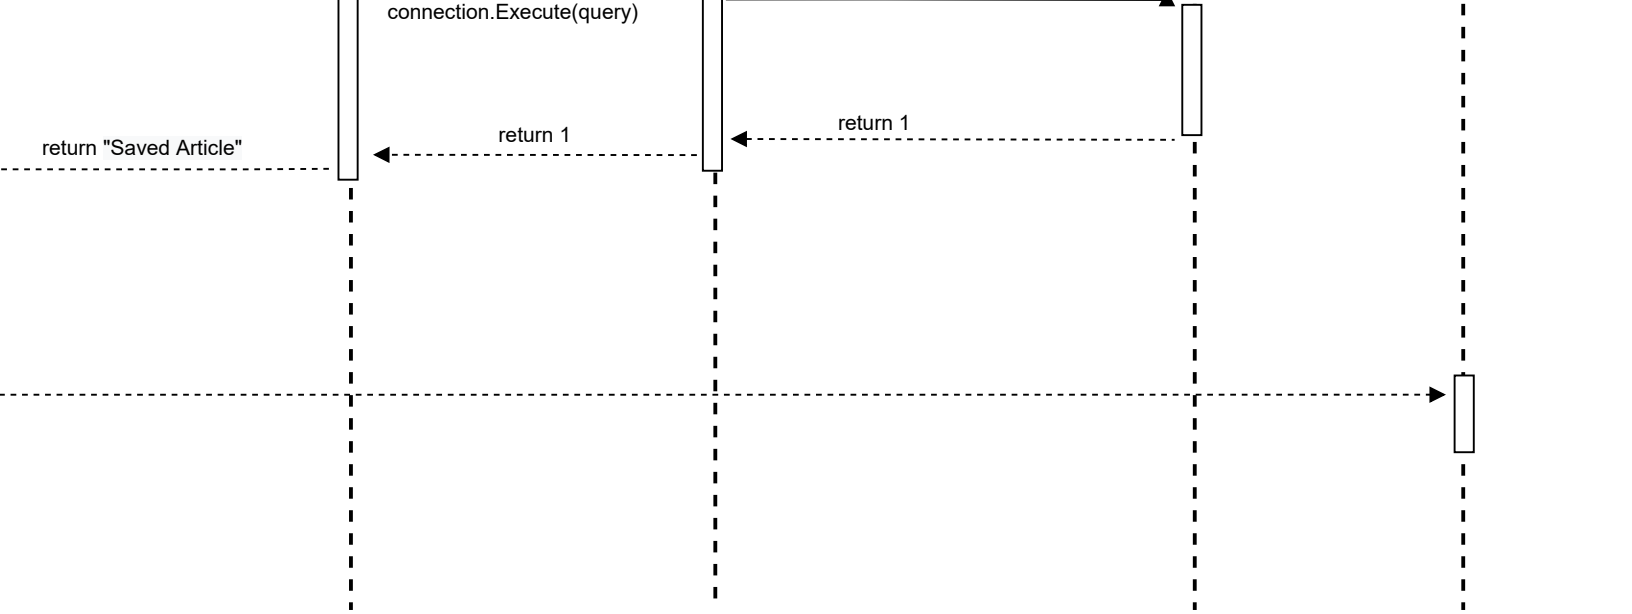 connection.Execute(query)
return 1
return 1
return "Saved Article"